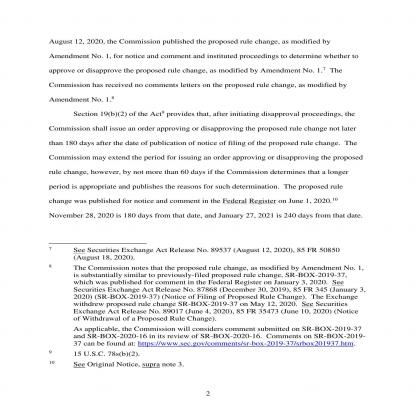 August 12, 2020, the Commission published the proposed rule change, as modified by
Amendment No. 1, for notice and comment and instituted proceedings to determine whether to
approve or disapprove the proposed rule change, as modified by Amendment No. 1.7 The
Commission has received no comments letters on the proposed rule change, as modified by
Amendment No. 1.8
Section 19(b)(2) of the Act9 provides that, after initiating disapproval proceedings, the
Commission shall issue an order approving or disapproving the proposed rule change not later
than 180 days after the date of publication of notice of filing of the proposed rule change. The
Commission may extend the period for issuing an order approving or disapproving the proposed
rule change, however, by not more than 60 days if the Commission determines that a longer
period is appropriate and publishes the reasons for such determination. The proposed rule
change was published for notice and comment in the Federal Register on June 1, 2020.10
November 28, 2020 is 180 days from that date, and January 27, 2021 is 240 days from that date.
7 See Securities Exchange Act Release No. 89537 (August 12, 2020), 85 FR 50850
(August 18, 2020).
8 The Commission notes that the proposed rule change, as modified by Amendment No. 1,
is substantially similar to previously-filed proposed rule change, SR-BOX-2019-37,
which was published for comment in the Federal Register on January 3, 2020. See
Securities Exchange Act Release No. 87868 (December 30, 2019), 85 FR 345 (January 3,
2020) (SR-BOX-2019-37) (Notice of Filing of Proposed Rule Change). The Exchange
withdrew proposed rule change SR-BOX-2019-37 on May 12, 2020. See Securities
Exchange Act Release No. 89017 (June 4, 2020), 85 FR 35473 (June 10, 2020) (Notice
of Withdrawal of a Proposed Rule Change).
As applicable, the Commission will considers comment submitted on SR-BOX-2019-37
and SR-BOX-2020-16 in its review of SR-BOX-2020-16. Comments on SR-BOX-2019-
37 can be found at: https://www.sec.gov/comments/sr-box-2019-37/srbox201937.htm.
9 15 U.S.C. 78s(b)(2).
10 See Original Notice, supra note 3.
2